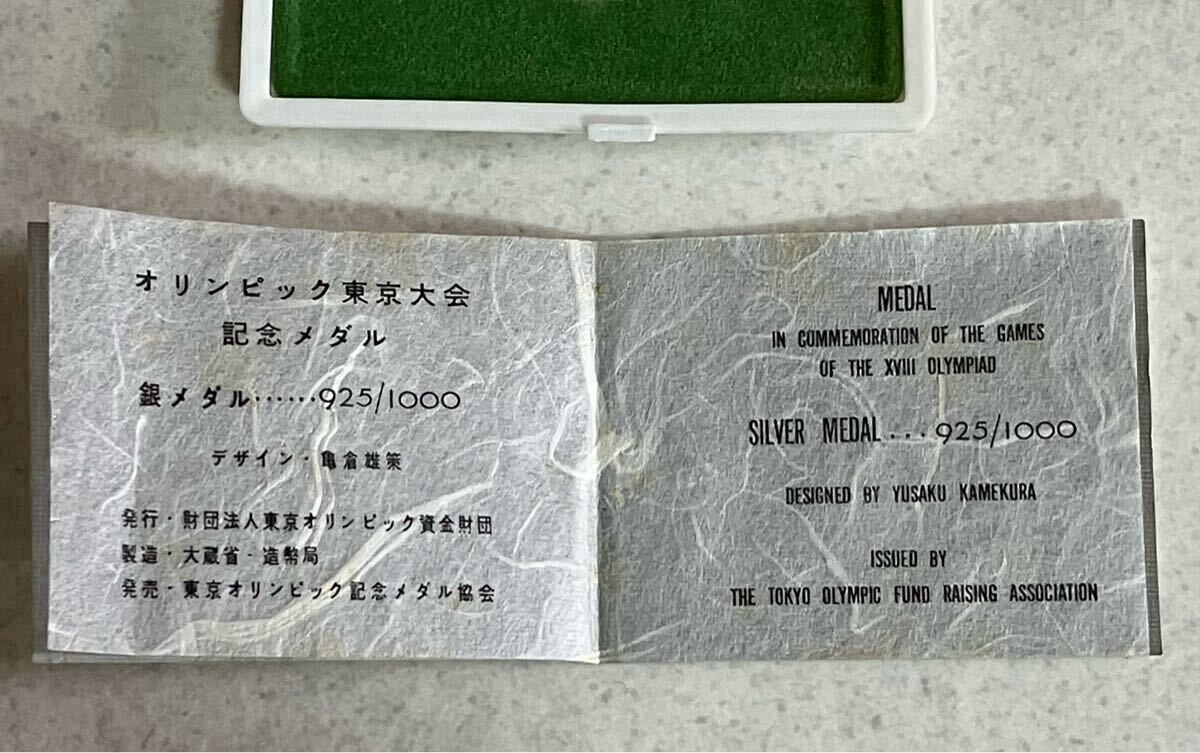 オリンピック東京大会
記念メダル
銀メダル……925/1000
デザイン・亀倉雄策
発行・財団法人東京オリンピック資金財団
製造・大蔵省・造幣局
発売・東京オリンピック記念メダル協会
MEDAL
IN COMMEMORATION OF THE GAMES
OF THE XVIII OLYMPIAD
SILVER MEDAL...925/1000
DESIGNED BY YUSAKU KAMEKURA
ISSUED BY
THE TOKYO OLYMPIC FUND RAISING ASSOCIATION